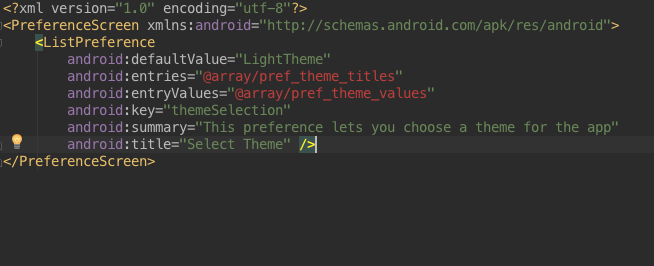 <?xml version="1.0" encoding="utf-8"?>
<PreferenceScreen xmlns:android="http://schemas.android.com/apk/res/android">
    <ListPreference
        android:defaultValue="LightTheme"
        android:entries="@array/pref_theme_titles"
        android:entryValues="@array/pref_theme_values"
        android:key="themeSelection"
        android:summary="This preference lets you choose a theme for the app"
        android:title="Select Theme" />
</PreferenceScreen>